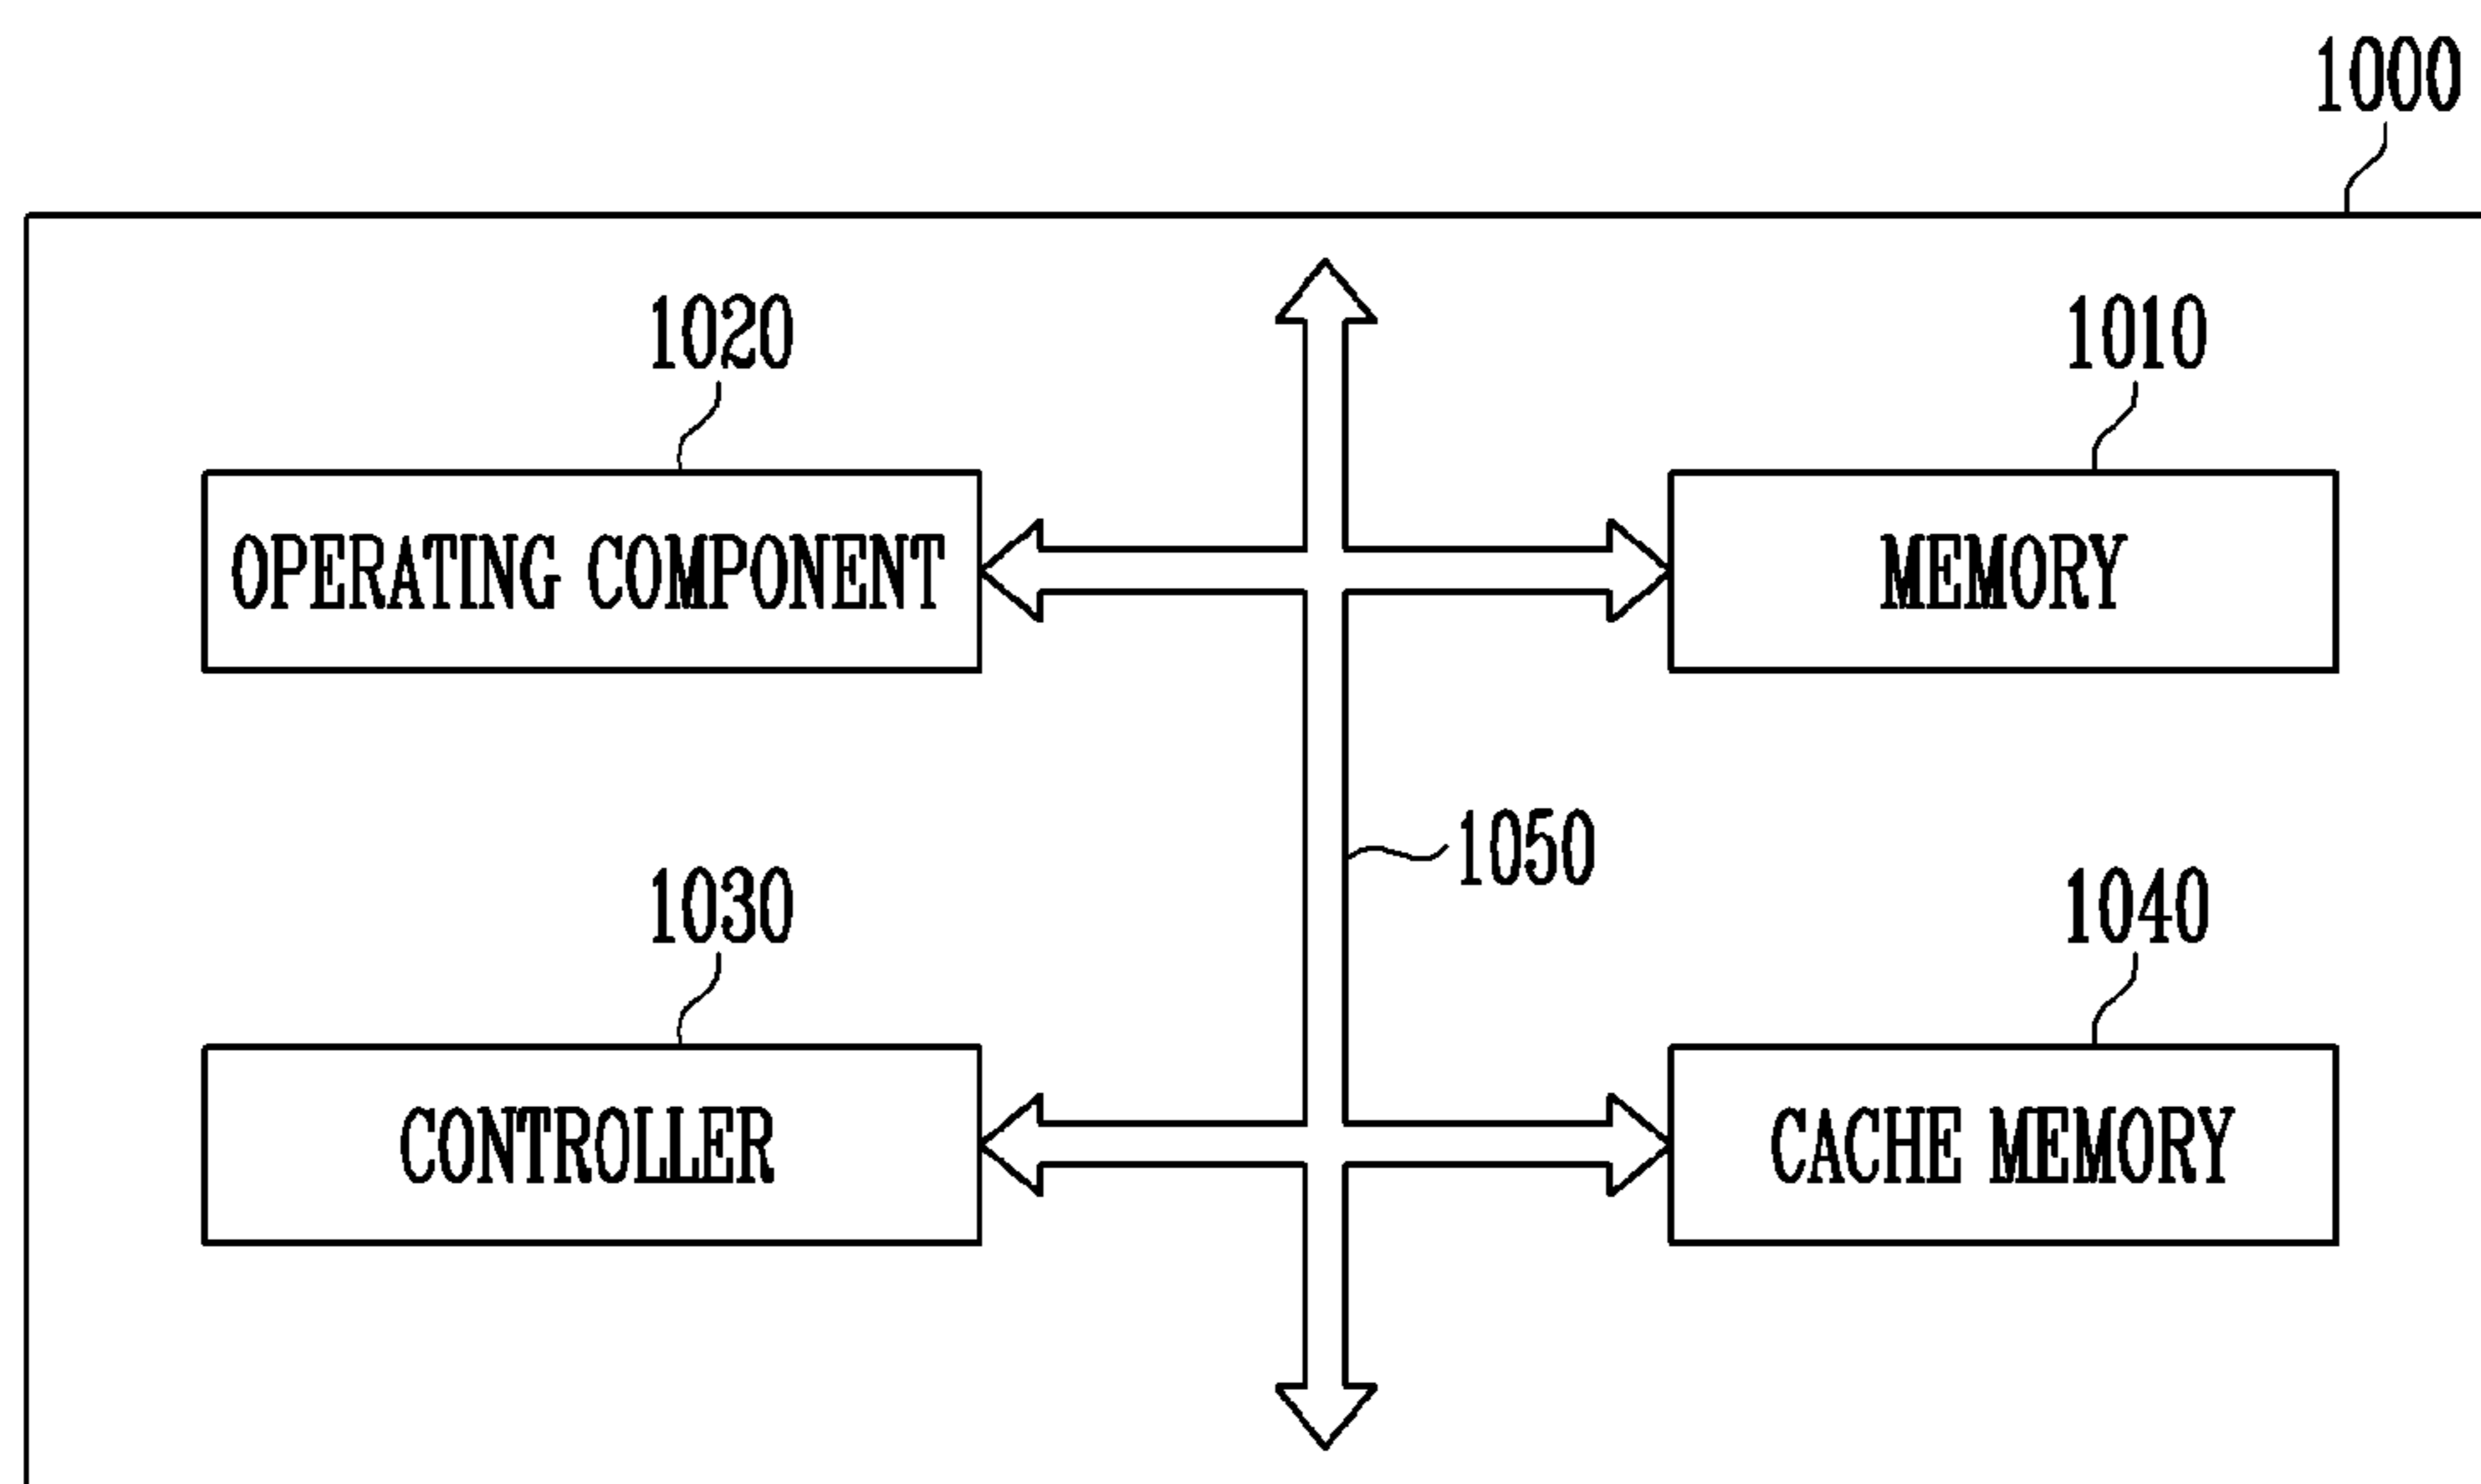 1000
1020
1010
OPERATING COMPONENT
MEMORY
1050
1030
1040
CONTROLLER
CACHE MEMORY